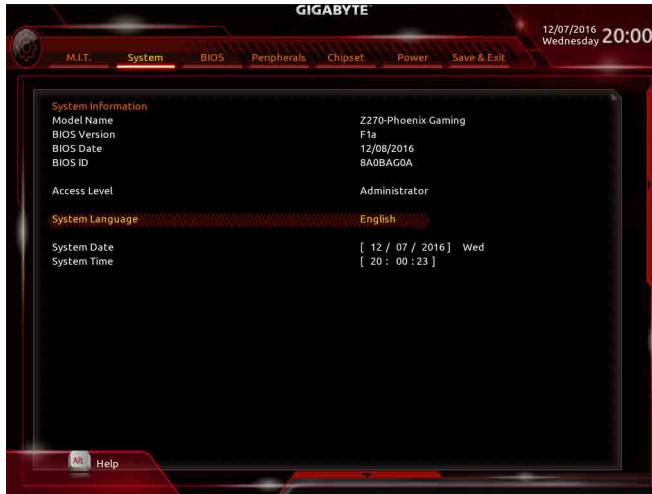 GIGABYTE
12/07/2016
Wednesday 20:00
M.I.T. System BIOS Peripherals Chipset Power Save & Exit
System Information
Model Name Z270-Phoenix Gaming
BIOS Version F1a
BIOS Date 12/08/2016
BIOS ID 8A0BAG0A
Access Level Administrator
System Language English
System Date [ 12 / 07 / 2016 ] Wed
System Time [ 20 : 00 : 23 ]
Alt Help